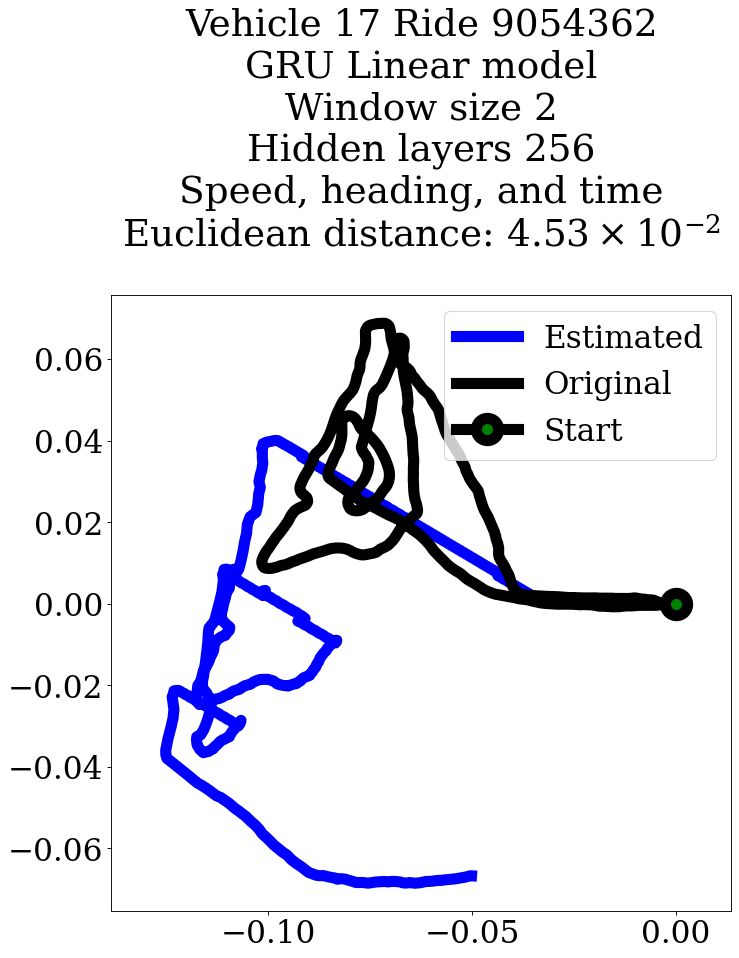 Vehicle 17 Ride 9054362
GRU Linear model
Window size 2
Hidden layers 256
Speed, heading, and time
Euclidean distance: 4.53 × 10⁻²
Estimated
Original
Start
0.06
0.04
0.02
0.00
−0.02
−0.04
−0.06
−0.10
−0.05
0.00